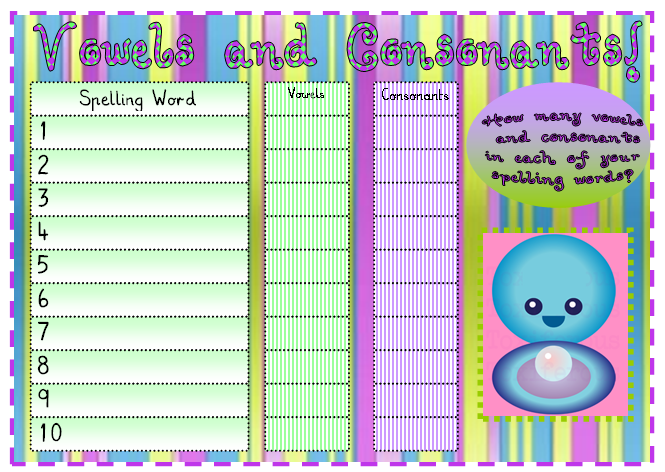 Vowels and Consonants!
Spelling Word
Vowels
Consonants
1
2
3
4
5
6
7
8
9
10
How many vowels
and consonants
in each of your
spelling words?